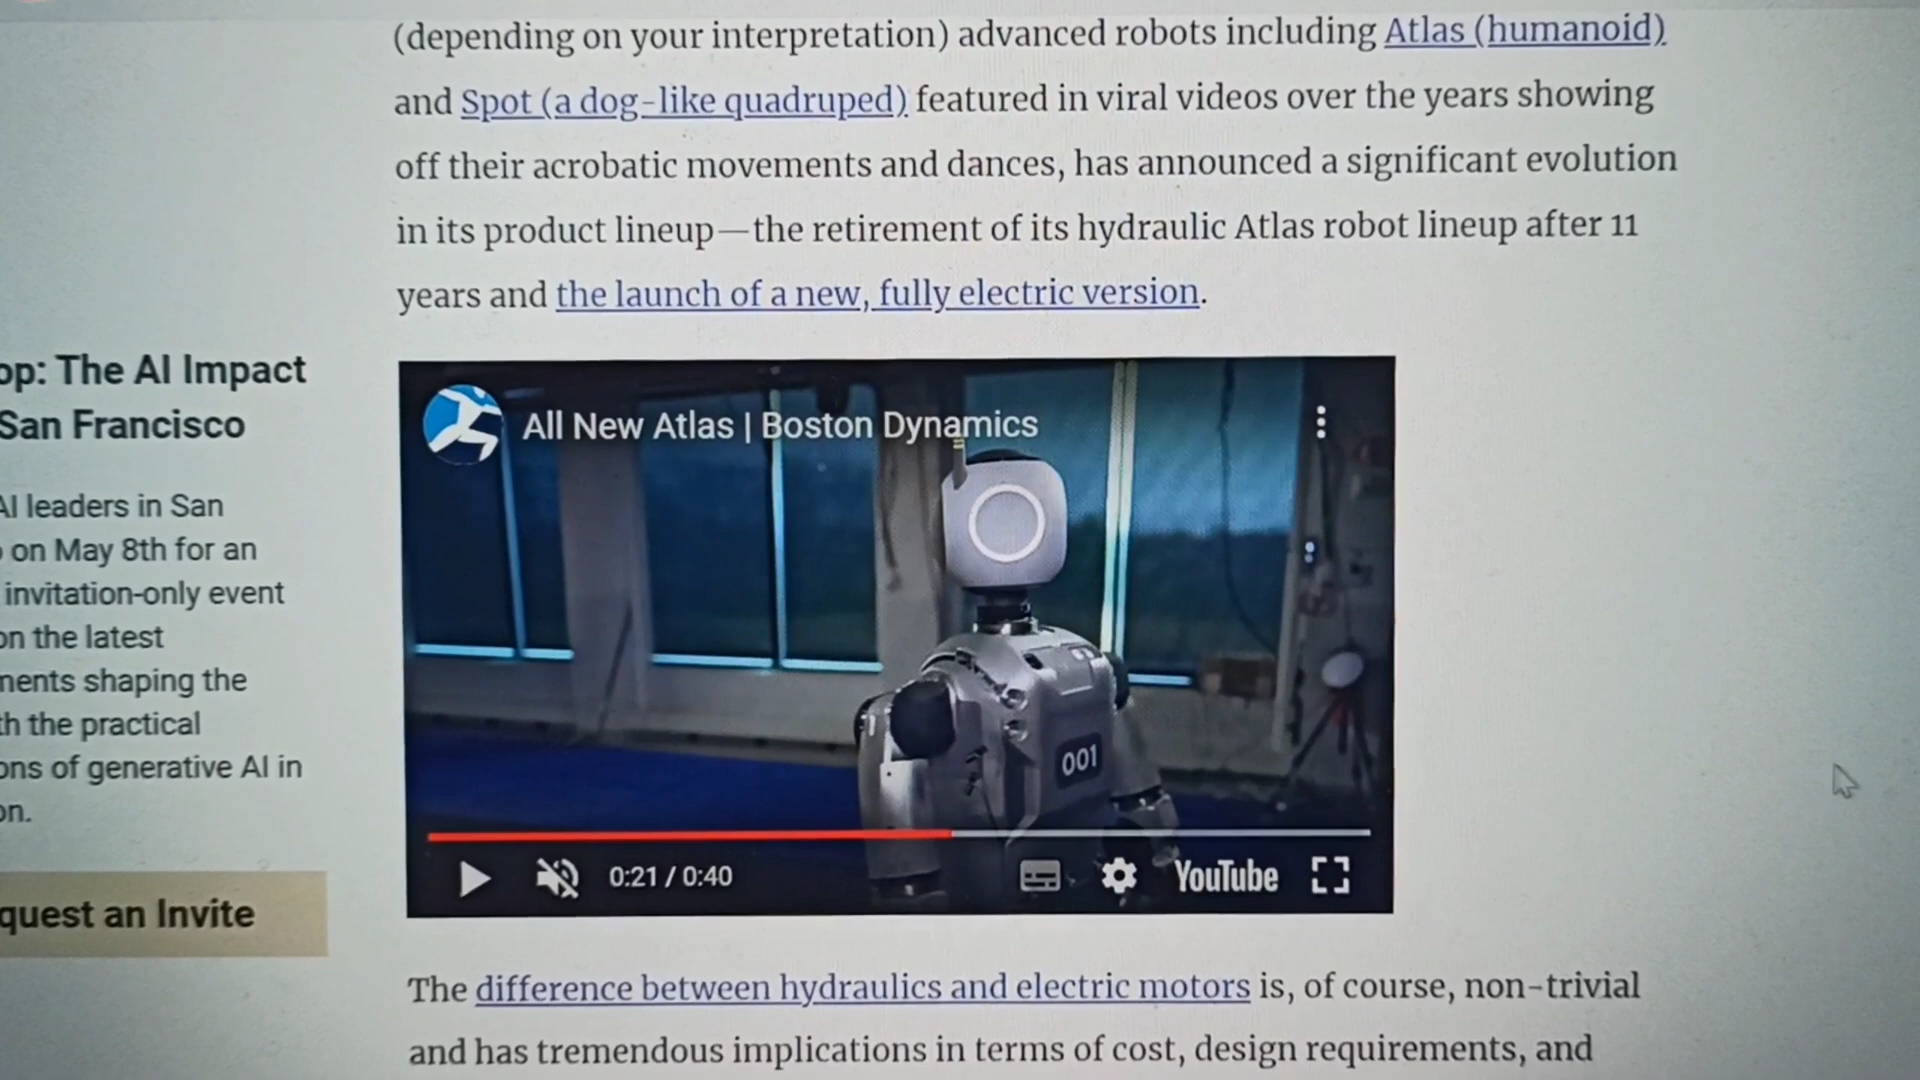 (depending on your interpretation) advanced robots including Atlas (humanoid)
and Spot (a dog-like quadruped) featured in viral videos over the years showing
off their acrobatic movements and dances, has announced a significant evolution
in its product lineup—the retirement of its hydraulic Atlas robot lineup after 11
years and the launch of a new, fully electric version.
op: The AI Impact
San Francisco
AI leaders in San
on May 8th for an
invitation-only event
on the latest
ments shaping the
th the practical
ons of generative AI in
on.
quest an Invite
All New Atlas | Boston Dynamics
001
0:21 / 0:40
YouTube
The difference between hydraulics and electric motors is, of course, non-trivial
and has tremendous implications in terms of cost, design requirements, and